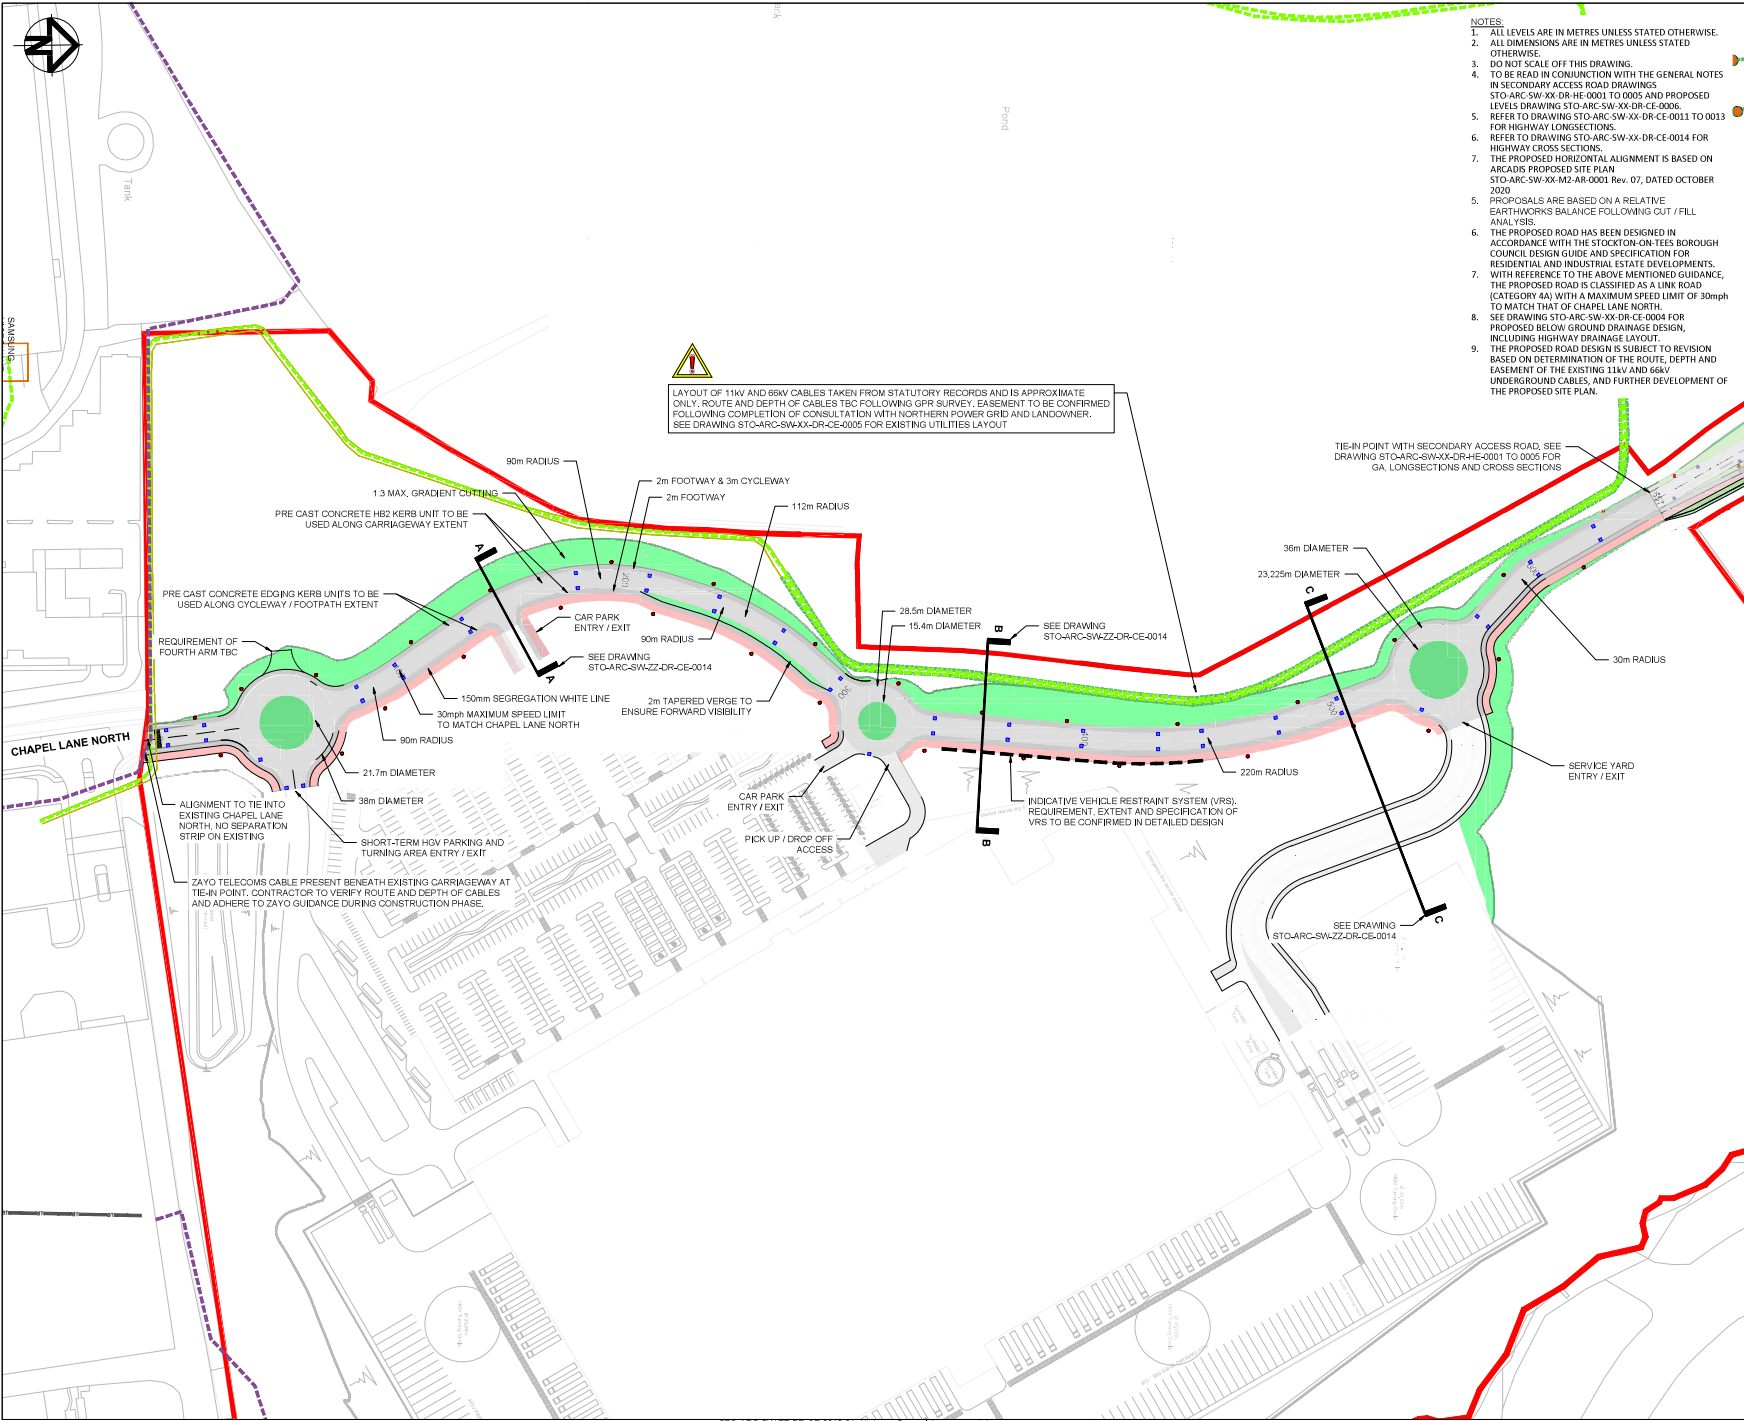 N
NOTES:
1. ALL LEVELS ARE IN METRES UNLESS STATED OTHERWISE.
2. ALL DIMENSIONS ARE IN METRES UNLESS STATED
OTHERWISE.
3. DO NOT SCALE OFF THIS DRAWING.
4. TO BE READ IN CONJUNCTION WITH THE GENERAL NOTES
IN SECONDARY ACCESS ROAD DRAWINGS
STO-ARC-SW-XX-DR-HE-0001 TO 0005 AND PROPOSED
LEVELS DRAWING STO-ARC-SW-XX-DR-CE-0006.
5. REFER TO DRAWING STO-ARC-SW-XX-DR-CE-0011 TO 0013
FOR HIGHWAY LONGSECTIONS.
6. REFER TO DRAWING STO-ARC-SW-XX-DR-CE-0014 FOR
HIGHWAY CROSS SECTIONS.
7. THE PROPOSED HORIZONTAL ALIGNMENT IS BASED ON
ARCADIS PROPOSED SITE PLAN
STO-ARC-SW-XX-M2-AR-0001 Rev. 07, DATED OCTOBER
2020
5. PROPOSALS ARE BASED ON A RELATIVE
EARTHWORKS BALANCE FOLLOWING CUT / FILL
ANALYSIS.
6. THE PROPOSED ROAD HAS BEEN DESIGNED IN
ACCORDANCE WITH THE STOCKTON-ON-TEES BOROUGH
COUNCIL DESIGN GUIDE AND SPECIFICATION FOR
RESIDENTIAL AND INDUSTRIAL ESTATE DEVELOPMENTS.
7. WITH REFERENCE TO THE ABOVE MENTIONED GUIDANCE,
THE PROPOSED ROAD IS CLASSIFIED AS A LINK ROAD
(CATEGORY 4A) WITH A MAXIMUM SPEED LIMIT OF 30mph
TO MATCH THAT OF CHAPEL LANE NORTH.
8. SEE DRAWING STO-ARC-SW-XX-DR-CE-0004 FOR
PROPOSED BELOW GROUND DRAINAGE DESIGN,
INCLUDING HIGHWAY DRAINAGE LAYOUT.
9. THE PROPOSED ROAD DESIGN IS SUBJECT TO REVISION
BASED ON DETERMINATION OF THE ROUTE, DEPTH AND
EASEMENT OF THE EXISTING 11kV AND 66kV
UNDERGROUND CABLES, AND FURTHER DEVELOPMENT OF
THE PROPOSED SITE PLAN.
Tank
Pond
SAMSUNG
LAYOUT OF 11kV AND 66kV CABLES TAKEN FROM STATUTORY RECORDS AND IS APPROXIMATE
ONLY. ROUTE AND DEPTH OF CABLES TBC FOLLOWING GPR SURVEY. EASEMENT TO BE CONFIRMED
FOLLOWING COMPLETION OF CONSULTATION WITH NORTHERN POWER GRID AND LANDOWNER.
SEE DRAWING STO-ARC-SW-XX-DR-CE-0005 FOR EXISTING UTILITIES LAYOUT
TIE-IN POINT WITH SECONDARY ACCESS ROAD, SEE
DRAWING STO-ARC-SW-XX-DR-HE-0001 TO 0005 FOR
GA, LONGSECTIONS AND CROSS SECTIONS
90m RADIUS
2m FOOTWAY & 3m CYCLEWAY
1:3 MAX. GRADIENT CUTTING
2m FOOTWAY
112m RADIUS
PRE CAST CONCRETE HB2 KERB UNIT TO BE
USED ALONG CARRIAGEWAY EXTENT
A
36m DIAMETER
23.225m DIAMETER
C
PRE CAST CONCRETE EDGING KERB UNITS TO BE
USED ALONG CYCLEWAY / FOOTPATH EXTENT
CAR PARK
ENTRY / EXIT
28.5m DIAMETER
15.4m DIAMETER
B
SEE DRAWING
STO-ARC-SW-ZZ-DR-CE-0014
REQUIREMENT OF
FOURTH ARM TBC
90m RADIUS
SEE DRAWING
STO-ARC-SW-ZZ-DR-CE-0014
A
30m RADIUS
150mm SEGREGATION WHITE LINE
30mph MAXIMUM SPEED LIMIT
TO MATCH CHAPEL LANE NORTH
2m TAPERED VERGE TO
ENSURE FORWARD VISIBILITY
300
CHAPEL LANE NORTH
90m RADIUS
21.7m DIAMETER
38m DIAMETER
220m RADIUS
SERVICE YARD
ENTRY / EXIT
ALIGNMENT TO TIE INTO
EXISTING CHAPEL LANE
NORTH, NO SEPARATION
STRIP ON EXISTING
CAR PARK
ENTRY / EXIT
INDICATIVE VEHICLE RESTRAINT SYSTEM (VRS).
REQUIREMENT, EXTENT AND SPECIFICATION OF
VRS TO BE CONFIRMED IN DETAILED DESIGN
PICK UP / DROP OFF
ACCESS
B
SHORT-TERM HGV PARKING AND
TURNING AREA ENTRY / EXIT
ZAYO TELECOMS CABLE PRESENT BENEATH EXISTING CARRIAGEWAY AT
TIE-IN POINT. CONTRACTOR TO VERIFY ROUTE AND DEPTH OF CABLES
AND ADHERE TO ZAYO GUIDANCE DURING CONSTRUCTION PHASE.
SEE DRAWING
STO-ARC-SW-ZZ-DR-CE-0014
C